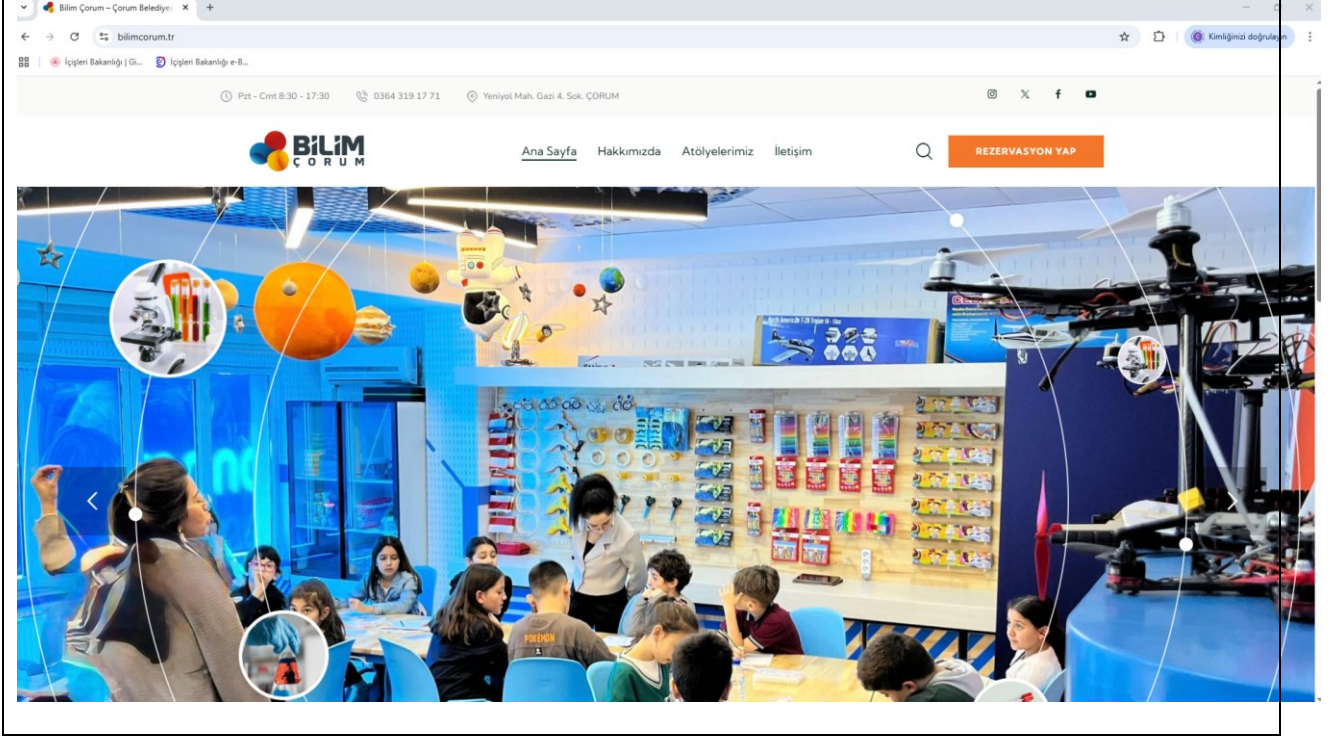 Bilim Çorum – Çorum Belediye
bilimcorum.tr
Kimliğinizi doğrulayın
İçişleri Bakanlığı | Gi...
İçişleri Bakanlığı e-B...
Pzt - Cmt 8:30 - 17:30
0364 319 17 71
Yeniyol Mah. Gazi 4. Sok. ÇORUM
BİLİM
ÇORUM
Ana Sayfa
Hakkımızda
Atölyelerimiz
İletişim
REZERVASYON YAP
POKÉMON